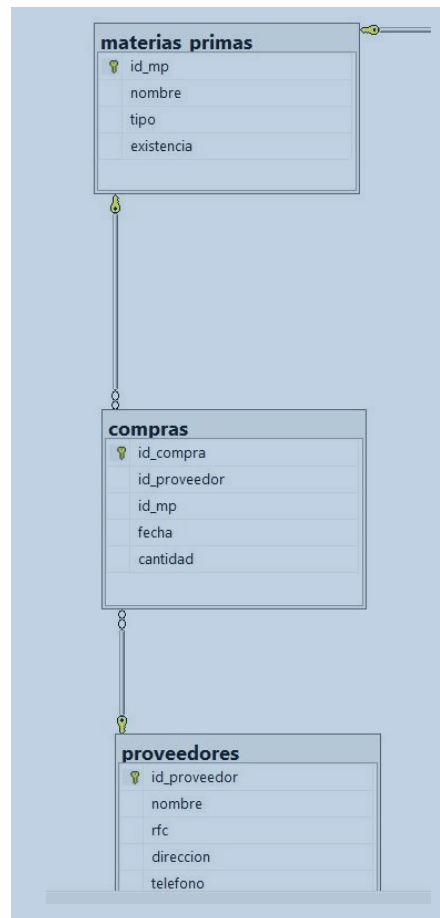 materias primas
id_mp
nombre
tipo
existencia
compras
id_compra
id_proveedor
id_mp
fecha
cantidad
proveedores
id_proveedor
nombre
rfc
direccion
telefono